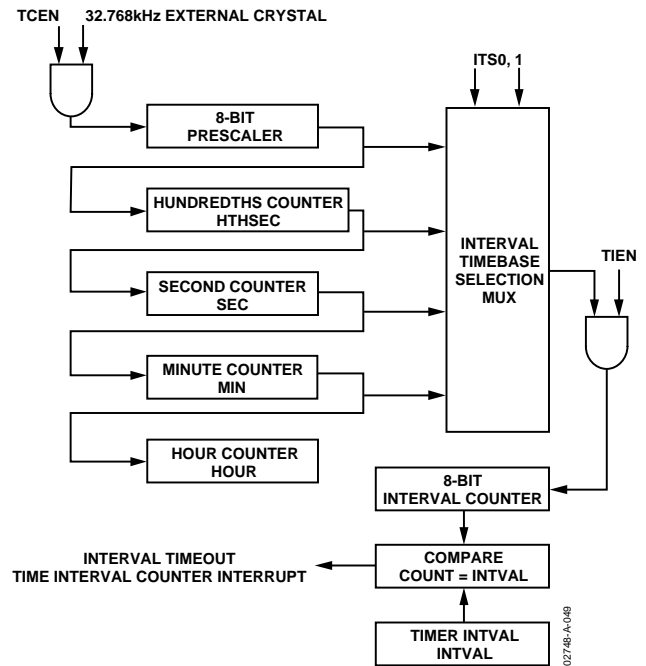 TCEN
32.768kHz EXTERNAL CRYSTAL
ITS0, 1
8-BIT
PRESCALER
HUNDREDTHS COUNTER
HTHSEC
INTERVAL
TIMEBASE
SELECTION
MUX
TIEN
SECOND COUNTER
SEC
MINUTE COUNTER
MIN
HOUR COUNTER
HOUR
8-BIT
INTERVAL COUNTER
INTERVAL TIMEOUT
TIME INTERVAL COUNTER INTERRUPT
COMPARE
COUNT = INTVAL
TIMER INTVAL
INTVAL
02748-A-049